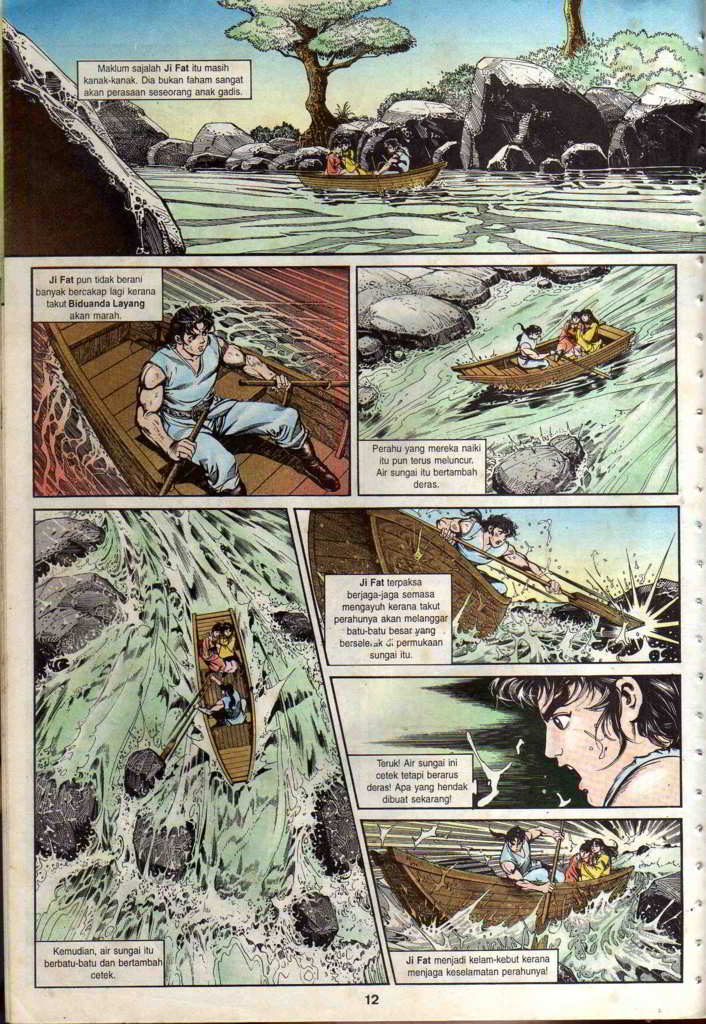 Maklum sajalah Ji Fat itu masih
kanak-kanak. Dia bukan faham sangat
akan perasaan seseorang anak gadis.
Ji Fat pun tidak berani
banyak bercakap lagi kerana
takut Biduanda Layang
akan marah.
Perahu yang mereka naiki
itu pun terus meluncur.
Air sungai itu bertambah
deras.
Ji Fat terpaksa
berjaga-jaga semasa
mengayuh kerana takut
perahunya akan melanggar
batu-batu besar yang
berselerak di permukaan
sungai itu.
Teruk! Air sungai ini
cetek tetapi berarus
deras! Apa yang hendak
dibuat sekarang!
Kemudian, air sungai itu
berbatu-batu dan bertambah
cetek.
Ji Fat menjadi kelam-kebut kerana
menjaga keselamatan perahunya!
12